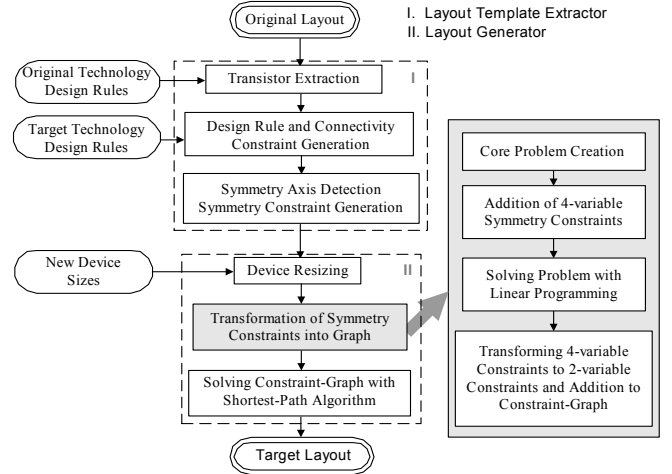 Original Layout
I. Layout Template Extractor
II. Layout Generator
Original Technology
Design Rules
Transistor Extraction
I
Target Technology
Design Rules
Design Rule and Connectivity
Constraint Generation
Symmetry Axis Detection
Symmetry Constraint Generation
New Device
Sizes
Device Resizing
II
Transformation of Symmetry
Constraints into Graph
Solving Constraint-Graph with
Shortest-Path Algorithm
Target Layout
Core Problem Creation
Addition of 4-variable
Symmetry Constraints
Solving Problem with
Linear Programming
Transforming 4-variable
Constraints to 2-variable
Constraints and Addition to
Constraint-Graph